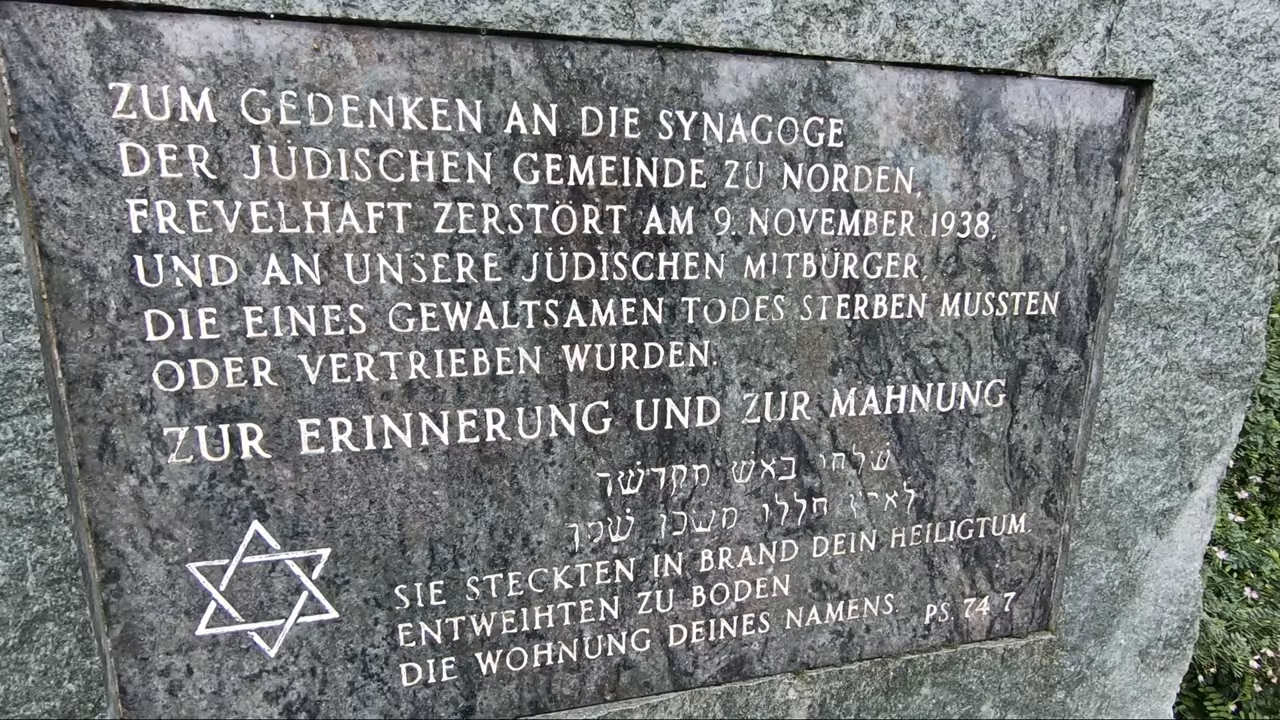 ZUM GEDENKEN AN DIE SYNAGOGE
DER JÜDISCHEN GEMEINDE ZU NORDEN,
FREVELHAFT ZERSTÖRT AM 9. NOVEMBER 1938,
UND AN UNSERE JÜDISCHEN MITBÜRGER,
DIE EINES GEWALTSAMEN TODES STERBEN MUSSTEN
ODER VERTRIEBEN WURDEN.
ZUR ERINNERUNG UND ZUR MAHNUNG
שלחו באש מקדשך
לארץ חללו משכן שמך
SIE STECKTEN IN BRAND DEIN HEILIGTUM
ENTWEIHTEN ZU BODEN
DIE WOHNUNG DEINES NAMENS. PS. 74 7